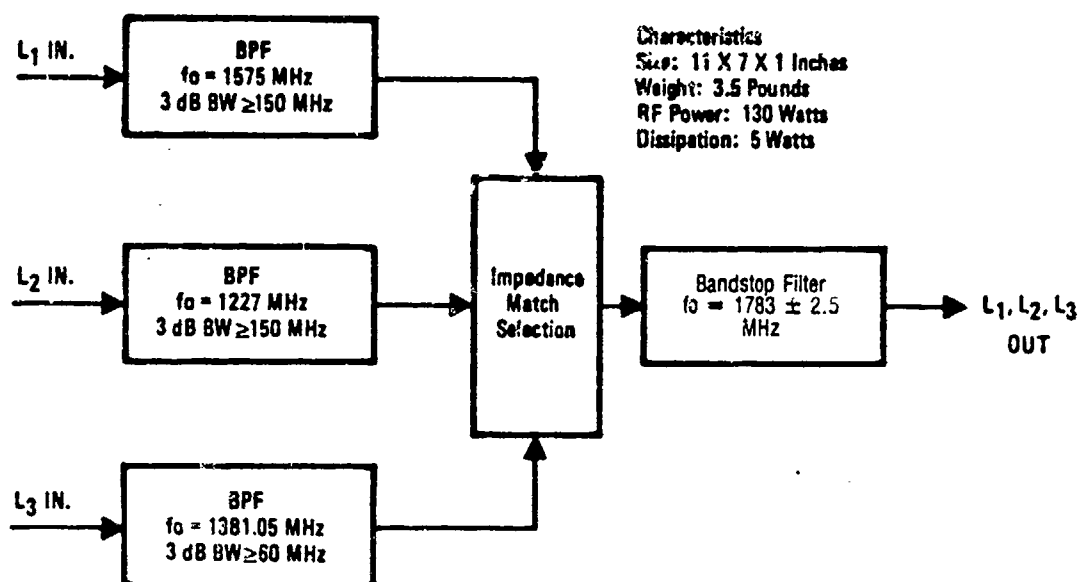 L1 IN.
BPF
fo = 1575 MHz
3 dB BW ≥150 MHz
Characteristics
Size: 11 X 7 X 1 Inches
Weight: 3.5 Pounds
RF Power: 130 Watts
Dissipation: 5 Watts
L2 IN.
BPF
fo = 1227 MHz
3 dB BW ≥150 MHz
Impedance
Match
Selection
Bandstop Filter
fo = 1783 ± 2.5
MHz
L1, L2, L3
OUT
L3 IN.
BPF
fo = 1381.05 MHz
3 dB BW≥60 MHz